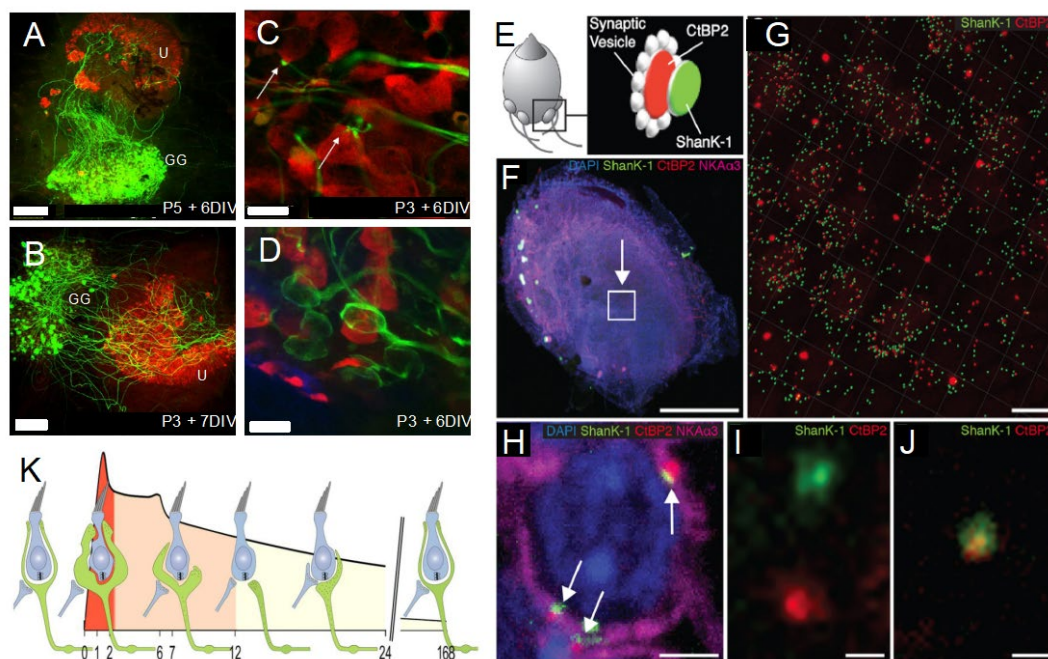 A
U
GG
P5 + 6DIV
B
GG
U
P3 + 7DIV
C
P3 + 6DIV
D
P3 + 6DIV
E
Synaptic
Vesicle
CtBP2
ShanK-1
F
DAPI ShanK-1 CtBP2 NKAα3
G
ShanK-1 CtBP2
H
DAPI ShanK-1 CtBP2 NKAα3
I
ShanK-1 CtBP2
J
ShanK-1 CtBP2
K
0 1 2 6 7 12 24 168